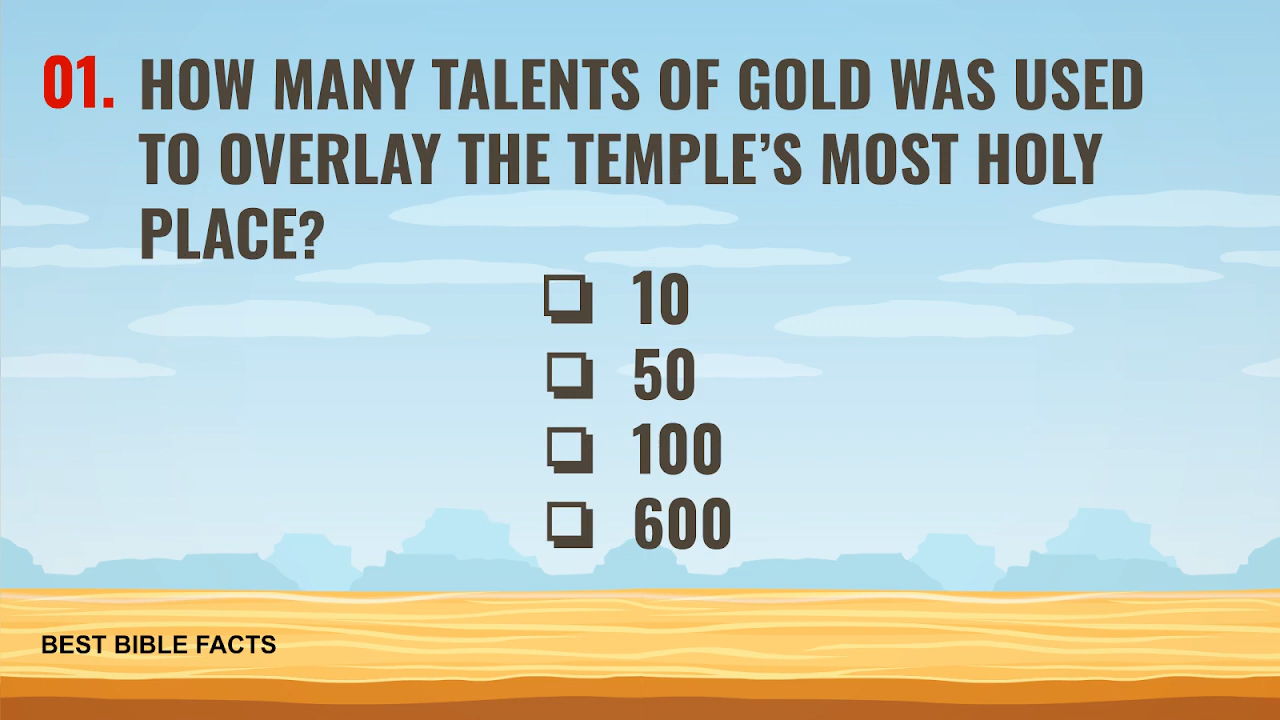 01. HOW MANY TALENTS OF GOLD WAS USED
TO OVERLAY THE TEMPLE’S MOST HOLY
PLACE?
10
50
100
600
BEST BIBLE FACTS